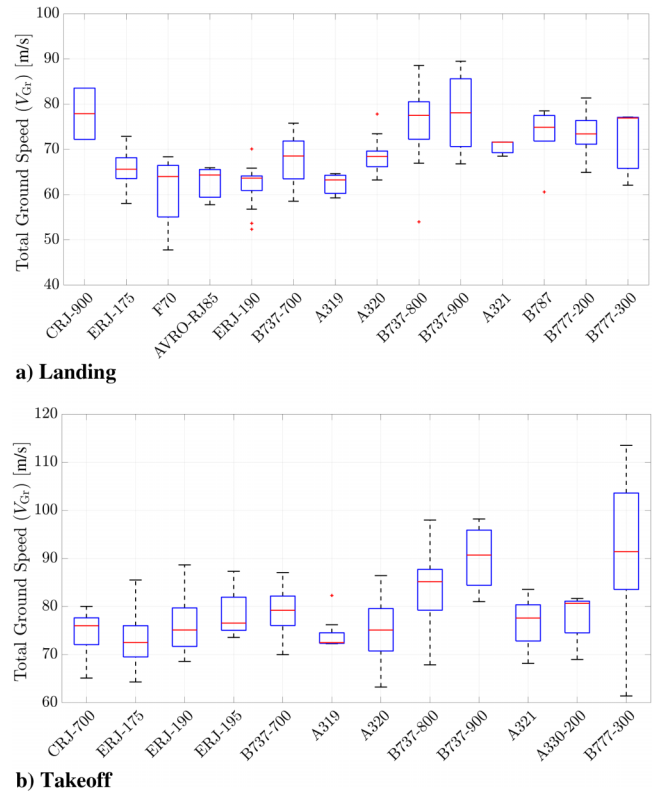 100
90
80
70
60
50
40
Total Ground Speed (V_Gr) [m/s]
CRJ-900
ERJ-175
F70
AVRO-RJ85
ERJ-190
B737-700
A319
A320
B737-800
B737-900
A321
B787
B777-200
B777-300
a) Landing
120
110
100
90
80
70
60
Total Ground Speed (V_Gr) [m/s]
CRJ-700
ERJ-175
ERJ-190
ERJ-195
B737-700
A319
A320
B737-800
B737-900
A321
A330-200
B777-300
b) Takeoff